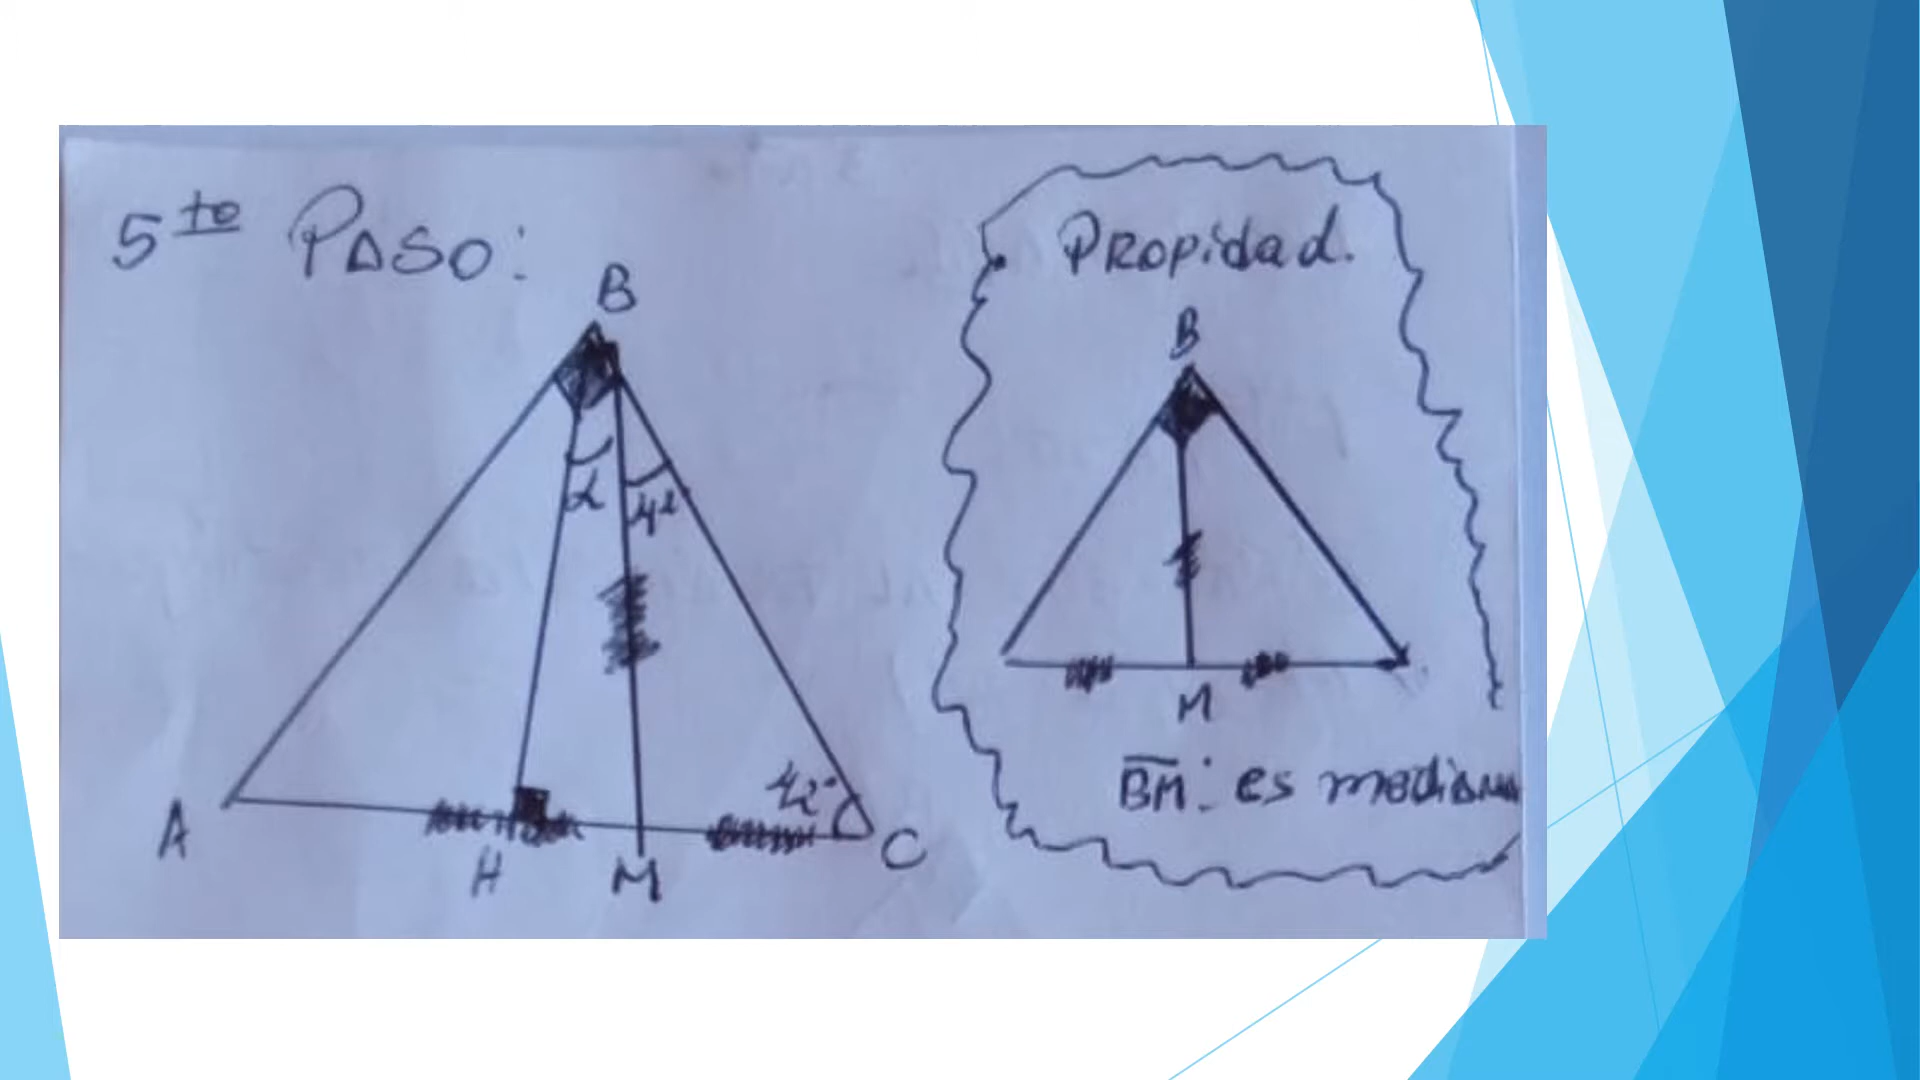 5to PASO:
B
α
42
42°
A
H
M
C
Propidad.
B
M
BM: es mediana